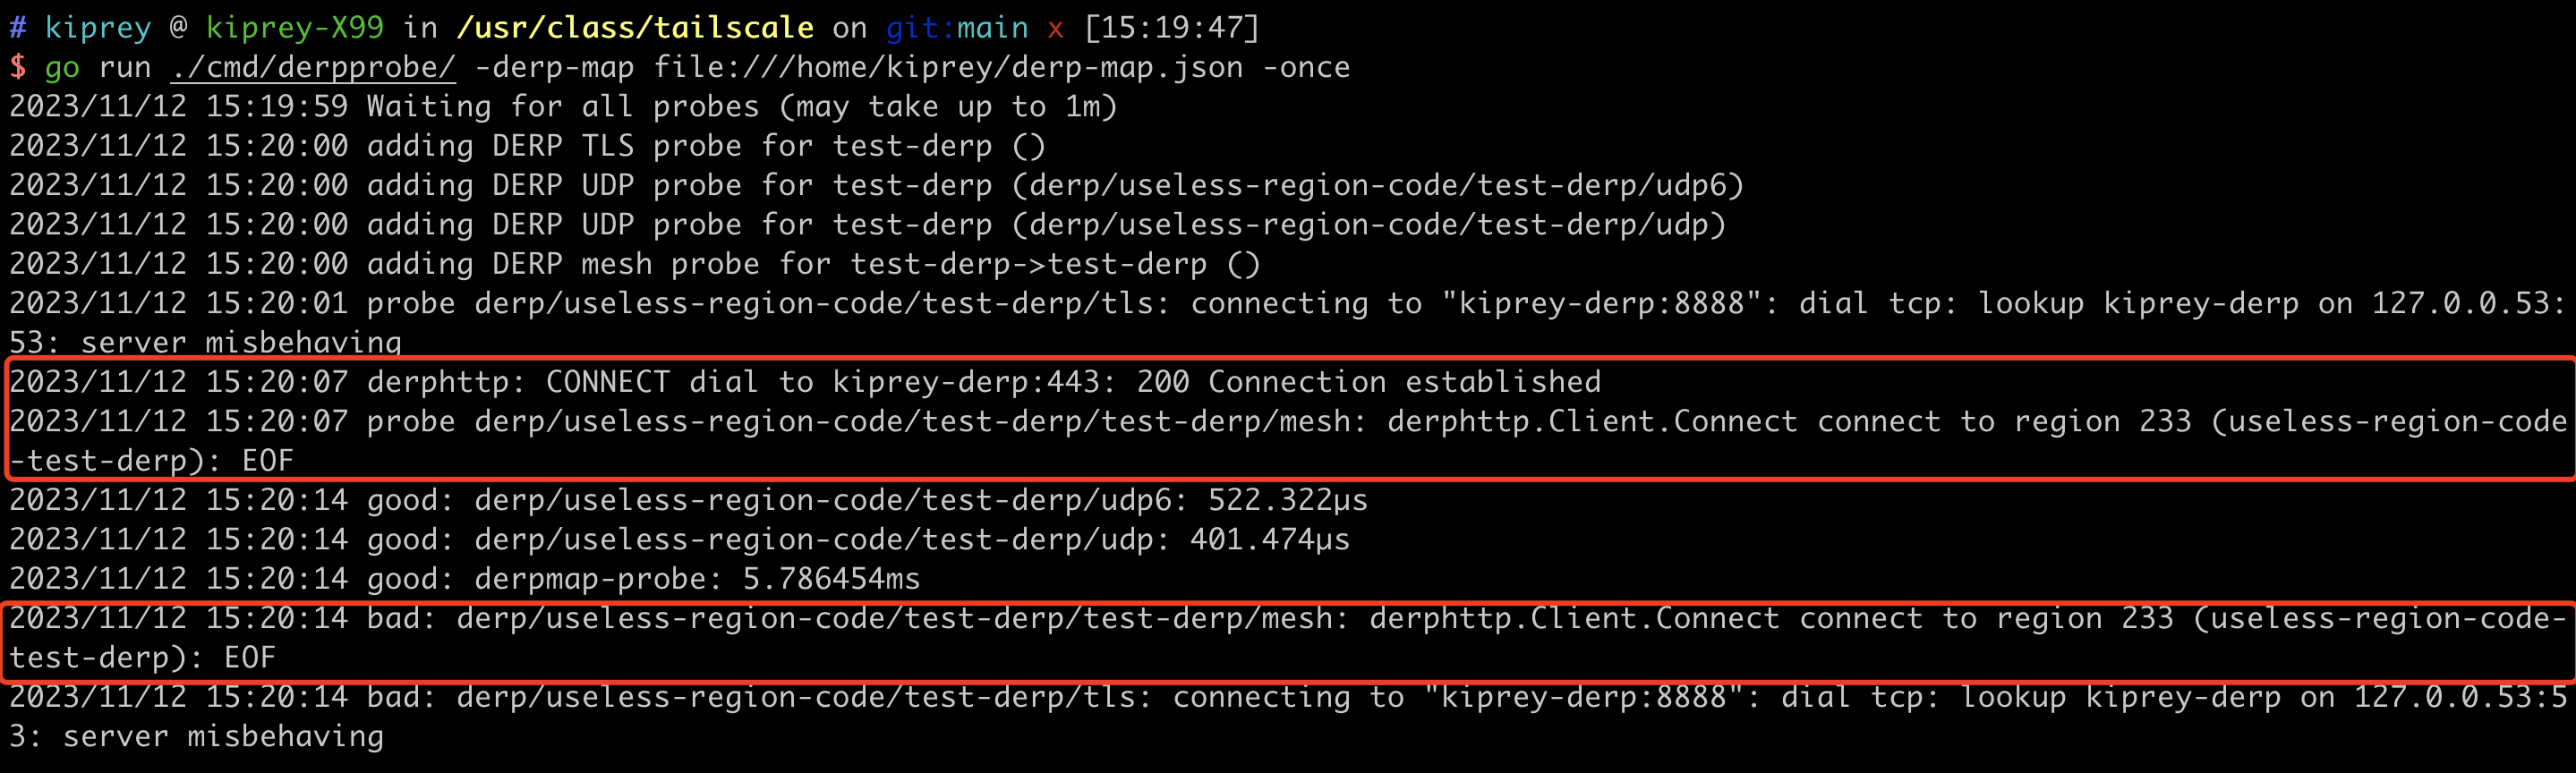 # kiprey @ kiprey-X99 in /usr/class/tailscale on git:main x [15:19:47]
$ go run ./cmd/derpprobe/ -derp-map file:///home/kiprey/derp-map.json -once
2023/11/12 15:19:59 Waiting for all probes (may take up to 1m)
2023/11/12 15:20:00 adding DERP TLS probe for test-derp ()
2023/11/12 15:20:00 adding DERP UDP probe for test-derp (derp/useless-region-code/test-derp/udp6)
2023/11/12 15:20:00 adding DERP UDP probe for test-derp (derp/useless-region-code/test-derp/udp)
2023/11/12 15:20:00 adding DERP mesh probe for test-derp->test-derp ()
2023/11/12 15:20:01 probe derp/useless-region-code/test-derp/tls: connecting to "kiprey-derp:8888": dial tcp: lookup kiprey-derp on 127.0.0.53:
53: server misbehaving
2023/11/12 15:20:07 derphttp: CONNECT dial to kiprey-derp:443: 200 Connection established
2023/11/12 15:20:07 probe derp/useless-region-code/test-derp/test-derp/mesh: derphttp.Client.Connect connect to region 233 (useless-region-code
-test-derp): EOF
2023/11/12 15:20:14 good: derp/useless-region-code/test-derp/udp6: 522.322µs
2023/11/12 15:20:14 good: derp/useless-region-code/test-derp/udp: 401.474µs
2023/11/12 15:20:14 good: derpmap-probe: 5.786454ms
2023/11/12 15:20:14 bad: derp/useless-region-code/test-derp/test-derp/mesh: derphttp.Client.Connect connect to region 233 (useless-region-code-
test-derp): EOF
2023/11/12 15:20:14 bad: derp/useless-region-code/test-derp/tls: connecting to "kiprey-derp:8888": dial tcp: lookup kiprey-derp on 127.0.0.53:5
3: server misbehaving